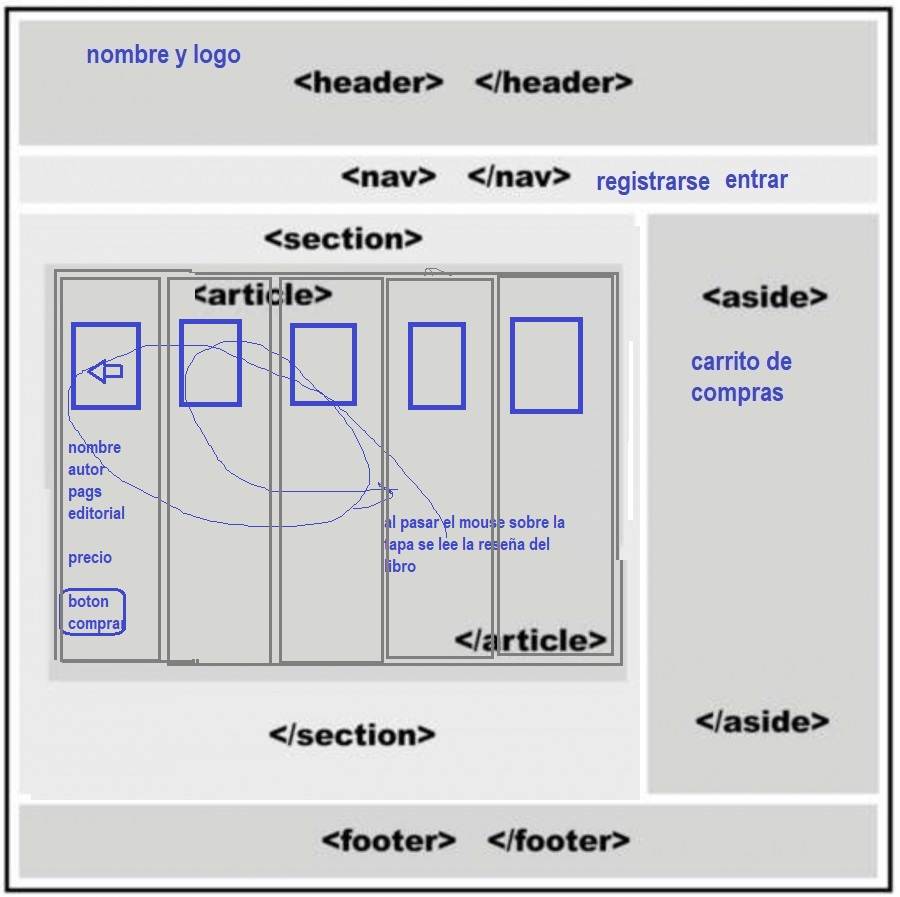 nombre y logo
<header> </header>
<nav> </nav> registrarse entrar
<section>
<article>
nombre
autor
pags
editorial
precio
boton
comprar
al pasar el mouse sobre la
tapa se lee la reseña del
libro
</article>
</section>
<aside>
carrito de
compras
</aside>
<footer> </footer>